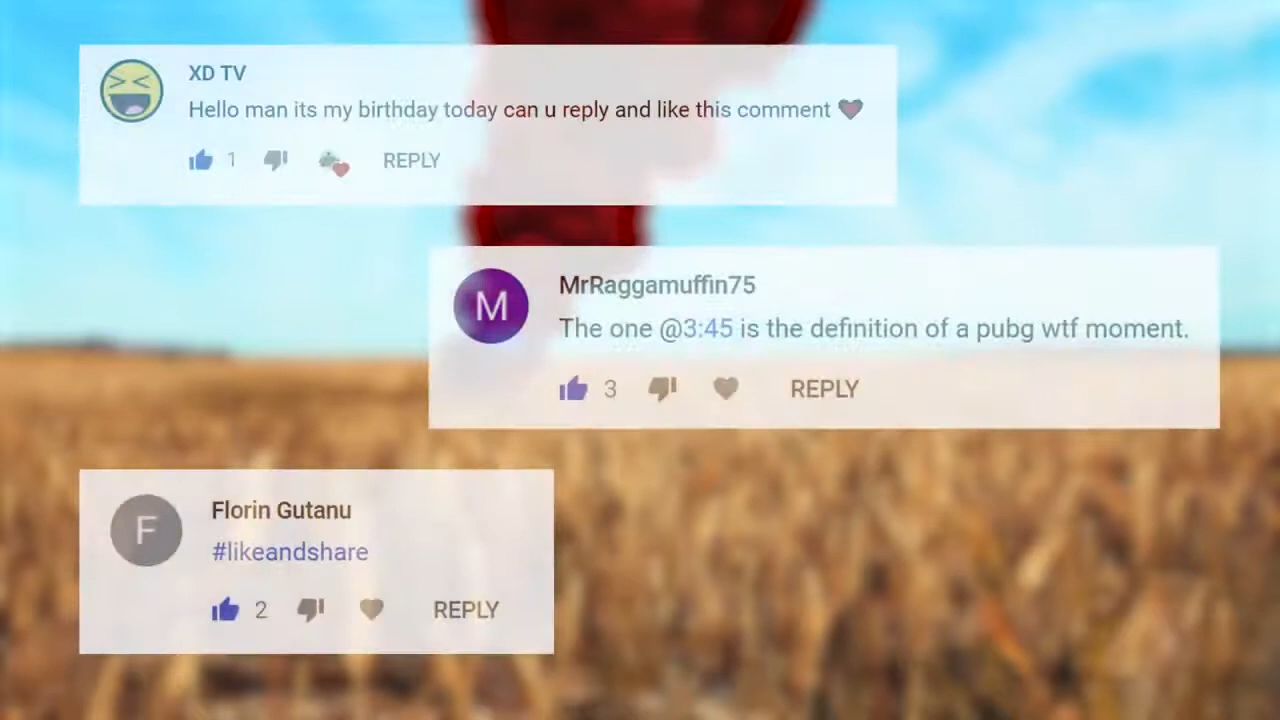 XD TV
Hello man its my birthday today can u reply and like this comment ❤
1 REPLY
M
MrRaggamuffin75
The one @3:45 is the definition of a pubg wtf moment.
3 REPLY
F
Florin Gutanu
#likeandshare
2 REPLY